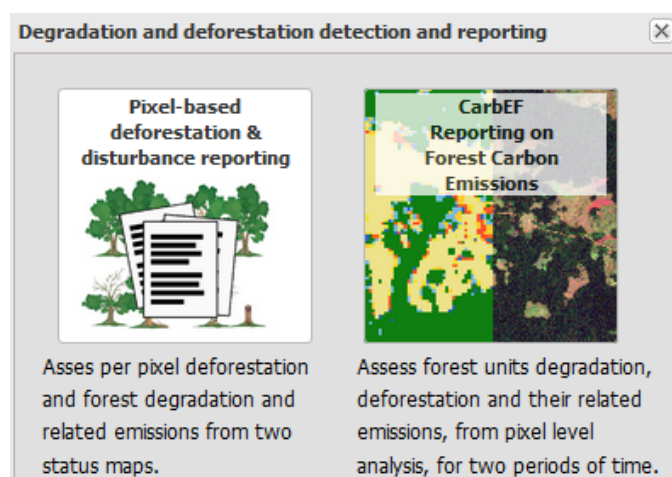 Degradation and deforestation detection and reporting
Pixel-based
deforestation &
disturbance reporting
Asses per pixel deforestation
and forest degradation and
related emissions from two
status maps.
CarbEF
Reporting on
Forest Carbon
Emissions
Assess forest units degradation,
deforestation and their related
emissions, from pixel level
analysis, for two periods of time.